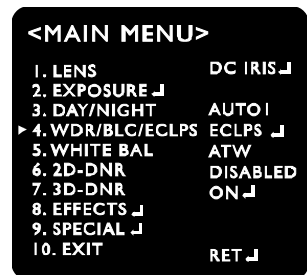 <MAIN MENU>
1. LENS DC IRIS ↲
2. EXPOSURE ↲
3. DAY/NIGHT AUTO1
▶ 4. WDR/BLC/ECLPS ECLPS ↲
5. WHITE BAL ATW
6. 2D-DNR DISABLED
7. 3D-DNR ON ↲
8. EFFECTS ↲
9. SPECIAL ↲
10. EXIT RET ↲